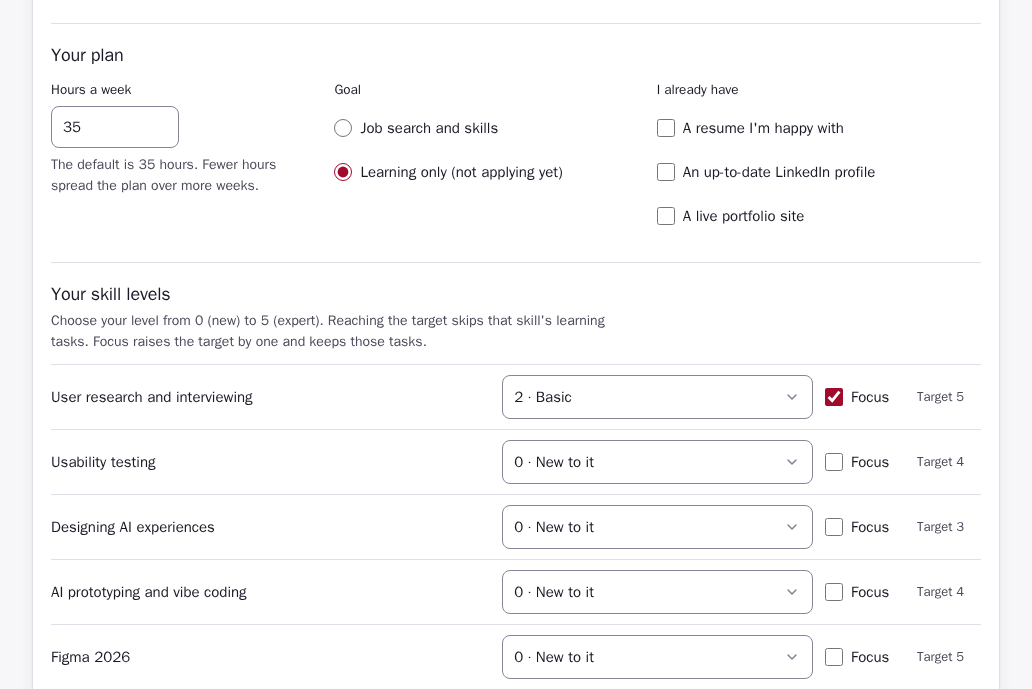 Your plan
Hours a week
35
The default is 35 hours. Fewer hours
spread the plan over more weeks.
Goal
Job search and skills
Learning only (not applying yet)
I already have
A resume I'm happy with
An up-to-date LinkedIn profile
A live portfolio site
Your skill levels
Choose your level from 0 (new) to 5 (expert). Reaching the target skips that skill's learning
tasks. Focus raises the target by one and keeps those tasks.
User research and interviewing 2 · Basic Focus Target 5
Usability testing 0 · New to it Focus Target 4
Designing AI experiences 0 · New to it Focus Target 3
AI prototyping and vibe coding 0 · New to it Focus Target 4
Figma 2026 0 · New to it Focus Target 5